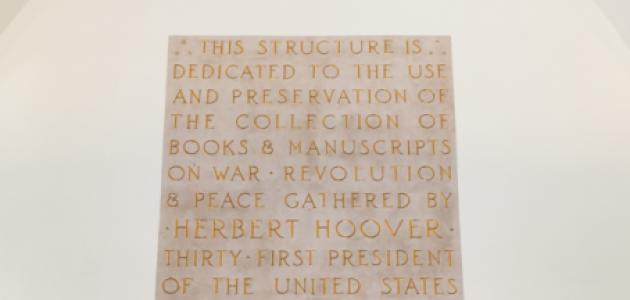 THIS STRUCTURE IS
DEDICATED TO THE USE
AND PRESERVATION OF
THE COLLECTION OF
BOOKS & MANUSCRIPTS
ON WAR · REVOLUTION
& PEACE GATHERED BY
·HERBERT HOOVER·
THIRTY·FIRST PRESIDENT
OF THE UNITED STATES